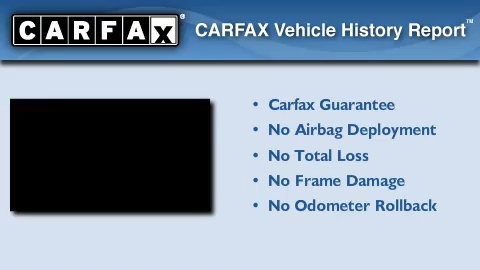 CARFAX® CARFAX Vehicle History Report™
• Carfax Guarantee
• No Airbag Deployment
• No Total Loss
• No Frame Damage
• No Odometer Rollback